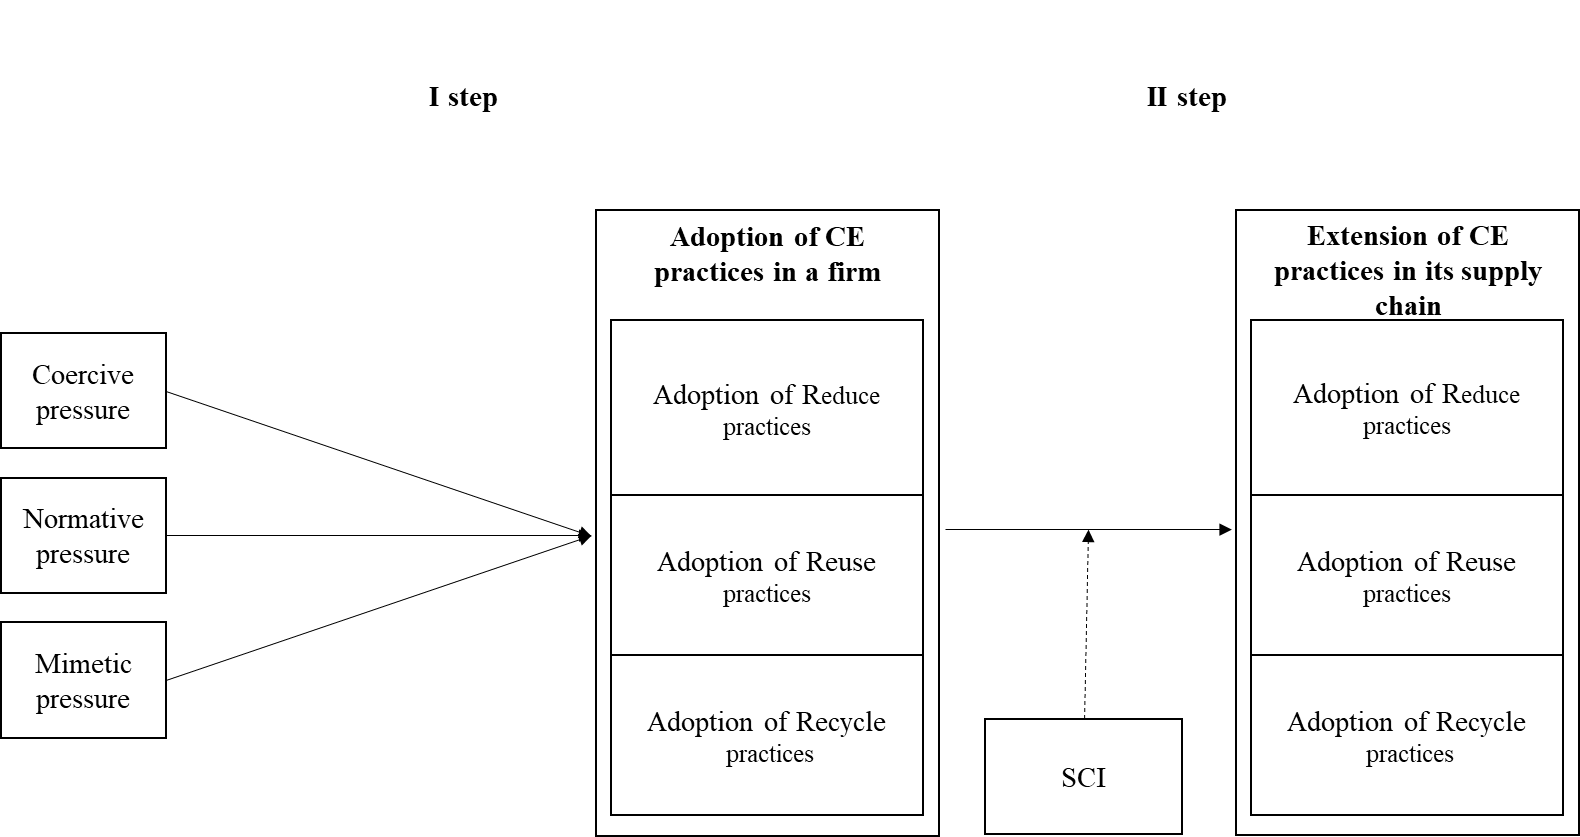 I step
II step
Coercive
pressure
Normative
pressure
Mimetic
pressure
Adoption of CE
practices in a firm
Adoption of Reduce
practices
Adoption of Reuse
practices
Adoption of Recycle
practices
SCI
Extension of CE
practices in its supply
chain
Adoption of Reduce
practices
Adoption of Reuse
practices
Adoption of Recycle
practices